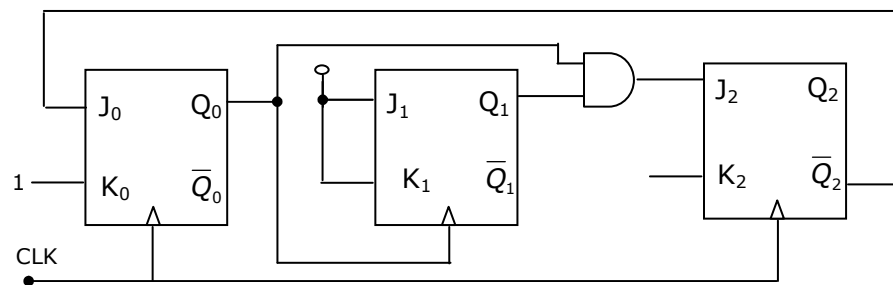 J₀ Q₀
K₀ Q̅₀
J₁ Q₁
K₁ Q̅₁
J₂ Q₂
K₂ Q̅₂
1
CLK